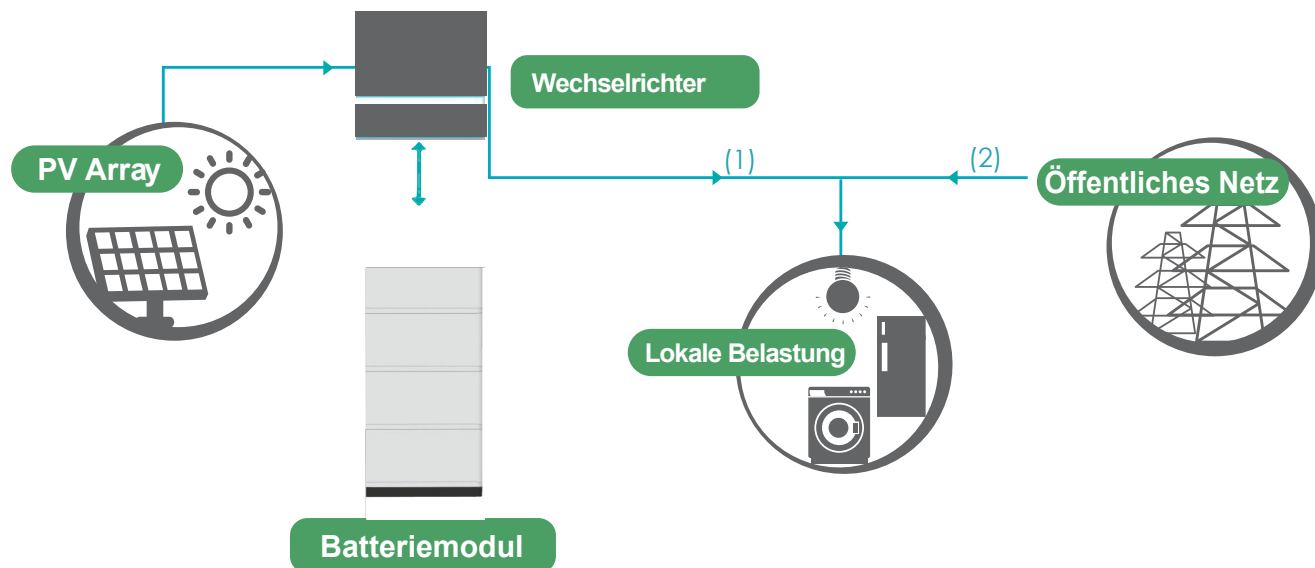 Wechselrichter
PV Array
(1)
(2)
Öffentliches Netz
Lokale Belastung
Batteriemodul